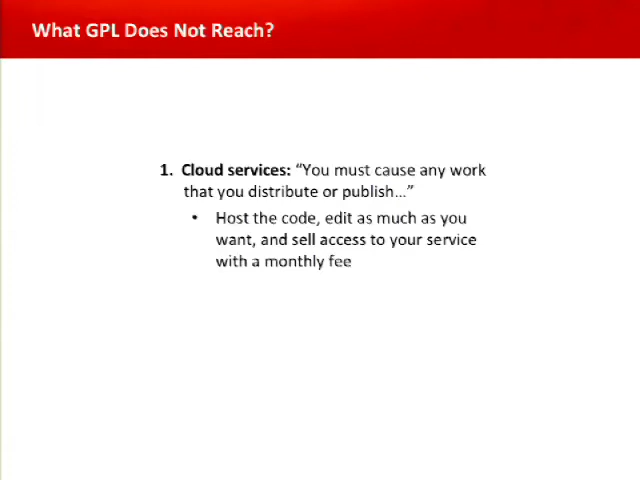 What GPL Does Not Reach?
1. Cloud services: “You must cause any work
that you distribute or publish...”
• Host the code, edit as much as you
want, and sell access to your service
with a monthly fee